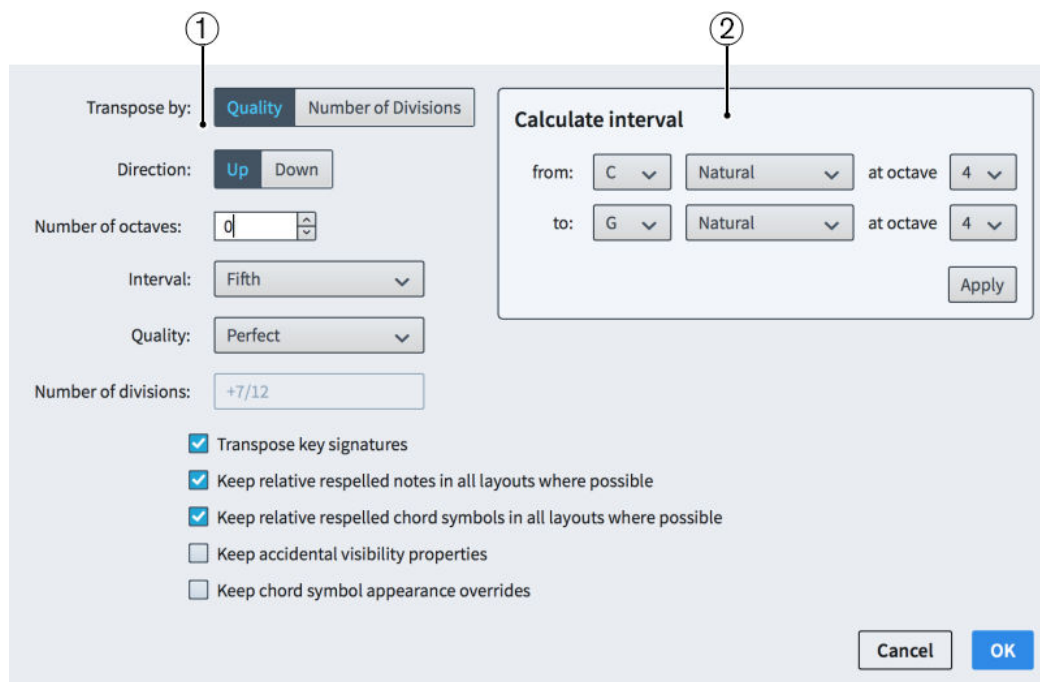 ① ②
Transpose by: Quality Number of Divisions
Direction: Up Down
Number of octaves: 0
Interval: Fifth
Quality: Perfect
Number of divisions: +7/12
Transpose key signatures
Keep relative respelled notes in all layouts where possible
Keep relative respelled chord symbols in all layouts where possible
Keep accidental visibility properties
Keep chord symbol appearance overrides
Calculate interval
from: C Natural at octave 4
to: G Natural at octave 4
Apply
Cancel OK